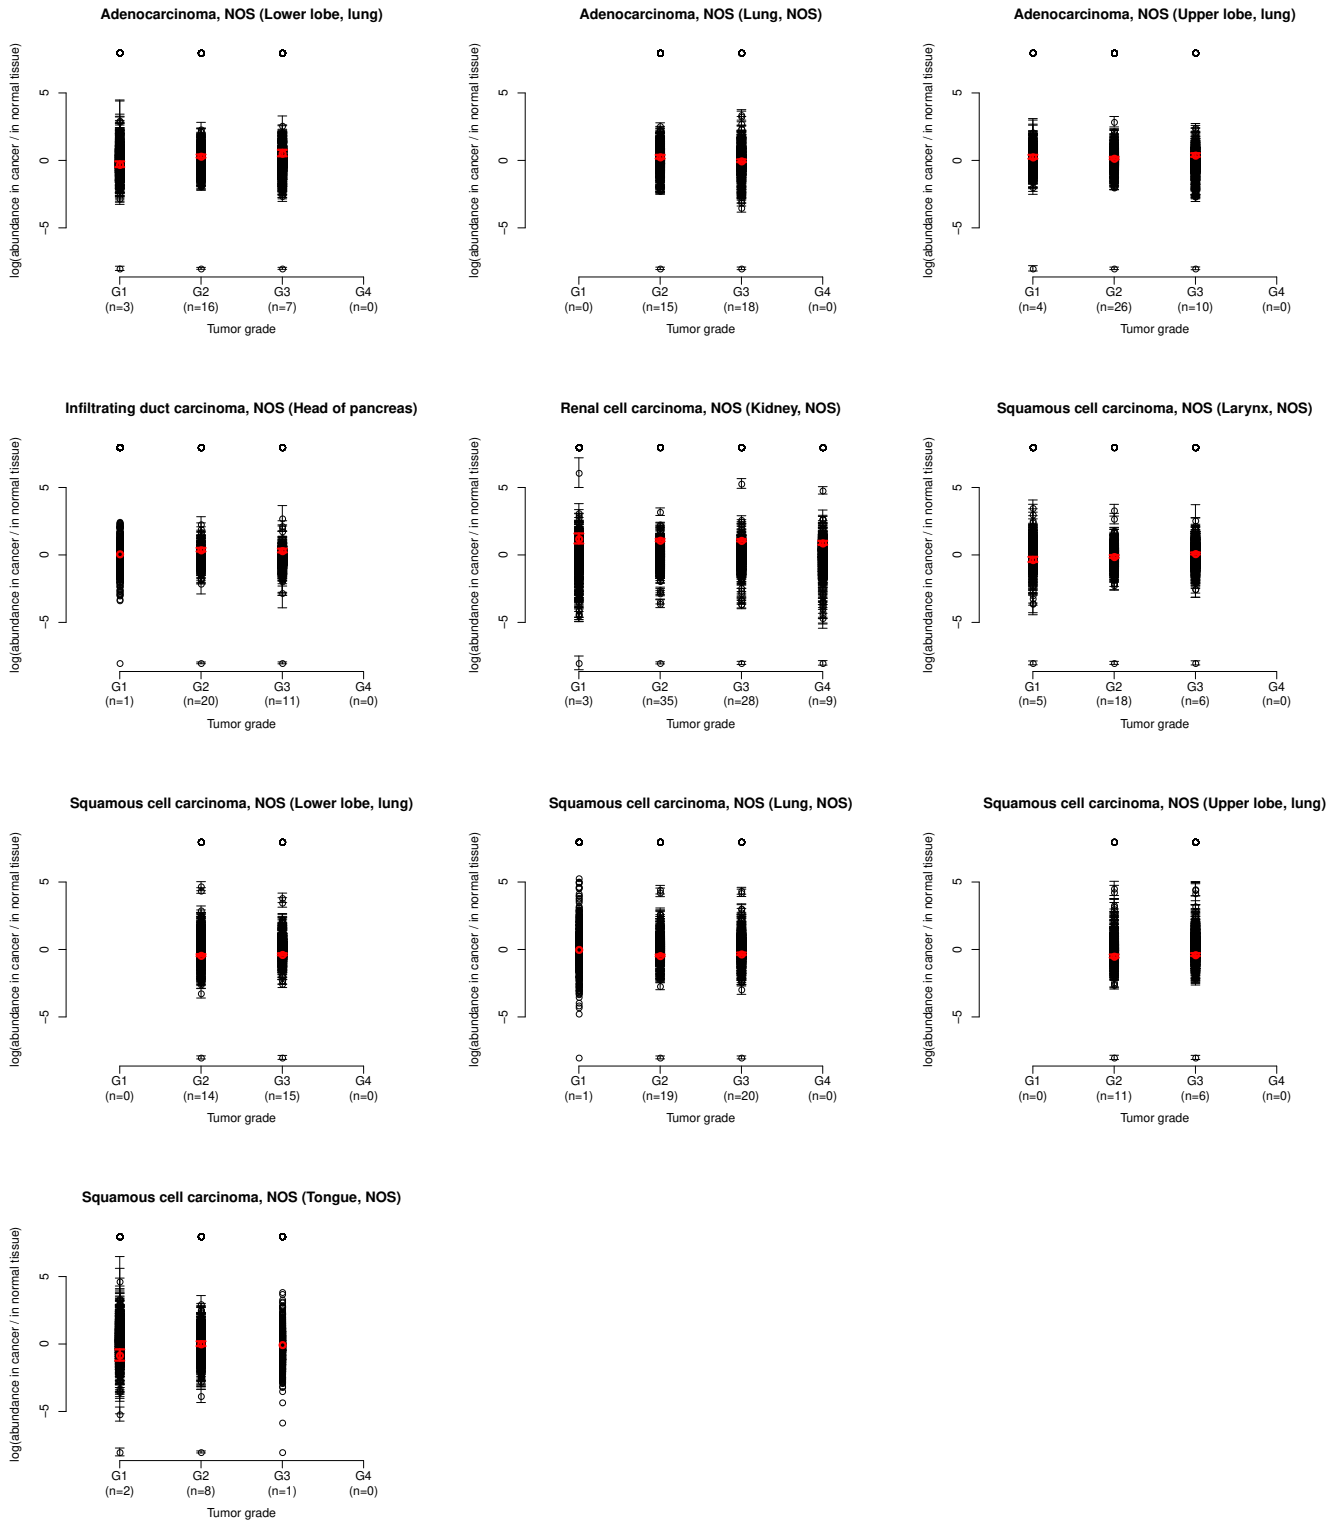 Adenocarcinoma, NOS (Lower lobe, lung)
log(abundance in cancer / in normal tissue)
5
0
−5
G1 G2 G3 G4
(n=3) (n=16) (n=7) (n=0)
Tumor grade
Adenocarcinoma, NOS (Lung, NOS)
log(abundance in cancer / in normal tissue)
5
0
−5
G1 G2 G3 G4
(n=0) (n=15) (n=18) (n=0)
Tumor grade
Adenocarcinoma, NOS (Upper lobe, lung)
log(abundance in cancer / in normal tissue)
5
0
−5
G1 G2 G3 G4
(n=4) (n=26) (n=10) (n=0)
Tumor grade
Infiltrating duct carcinoma, NOS (Head of pancreas)
log(abundance in cancer / in normal tissue)
5
0
−5
G1 G2 G3 G4
(n=1) (n=20) (n=11) (n=0)
Tumor grade
Renal cell carcinoma, NOS (Kidney, NOS)
log(abundance in cancer / in normal tissue)
5
0
−5
G1 G2 G3 G4
(n=3) (n=35) (n=28) (n=9)
Tumor grade
Squamous cell carcinoma, NOS (Larynx, NOS)
log(abundance in cancer / in normal tissue)
5
0
−5
G1 G2 G3 G4
(n=5) (n=18) (n=6) (n=0)
Tumor grade
Squamous cell carcinoma, NOS (Lower lobe, lung)
log(abundance in cancer / in normal tissue)
5
0
−5
G1 G2 G3 G4
(n=0) (n=14) (n=15) (n=0)
Tumor grade
Squamous cell carcinoma, NOS (Lung, NOS)
log(abundance in cancer / in normal tissue)
5
0
−5
G1 G2 G3 G4
(n=1) (n=19) (n=20) (n=0)
Tumor grade
Squamous cell carcinoma, NOS (Upper lobe, lung)
log(abundance in cancer / in normal tissue)
5
0
−5
G1 G2 G3 G4
(n=0) (n=11) (n=6) (n=0)
Tumor grade
Squamous cell carcinoma, NOS (Tongue, NOS)
log(abundance in cancer / in normal tissue)
5
0
−5
G1 G2 G3 G4
(n=2) (n=8) (n=1) (n=0)
Tumor grade